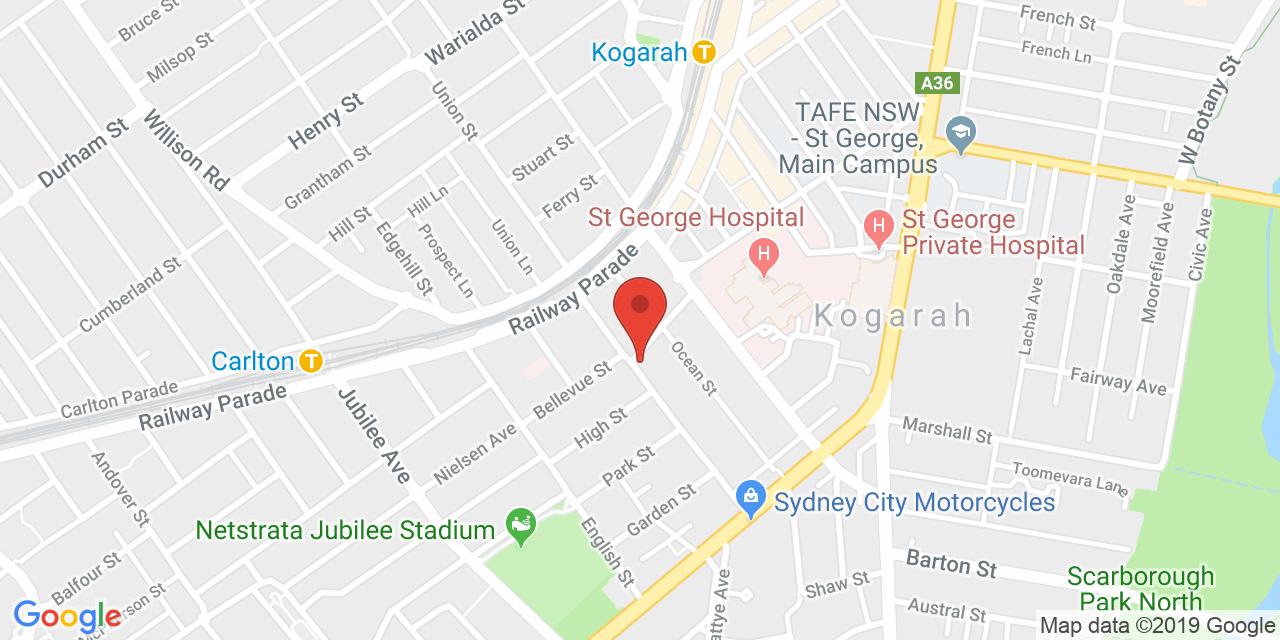 Bruce St
Warialda St
Milsop St
Kogarah
T
French St
French Ln
A36
W Botany St
Union St
Henry St
Durham St
Willison Rd
TAFE NSW
- St George,
Main Campus
Stuart St
Grantham St
Ferry St
Hill Ln
Hill St
Edgehill St
Prospect Ln
Union Ln
St George Hospital
H
H
St George
Private Hospital
Oakdale Ave
Moorefield Ave
Civic Ave
Cumberland St
Railway Parade
Kogarah
Lachal Ave
Carlton
T
Ocean St
Bellevue St
Fairway Ave
Carlton Parade
Railway Parade
Jubilee Ave
High St
Nielsen Ave
Marshall St
Park St
Andover St
Toomevara Lane
Garden St
Sydney City Motorcycles
Netstrata Jubilee Stadium
English St
Barton St
Balfour St
Shaw St
Scarborough
Park North
Austral St
Google
Map data ©2019 Google